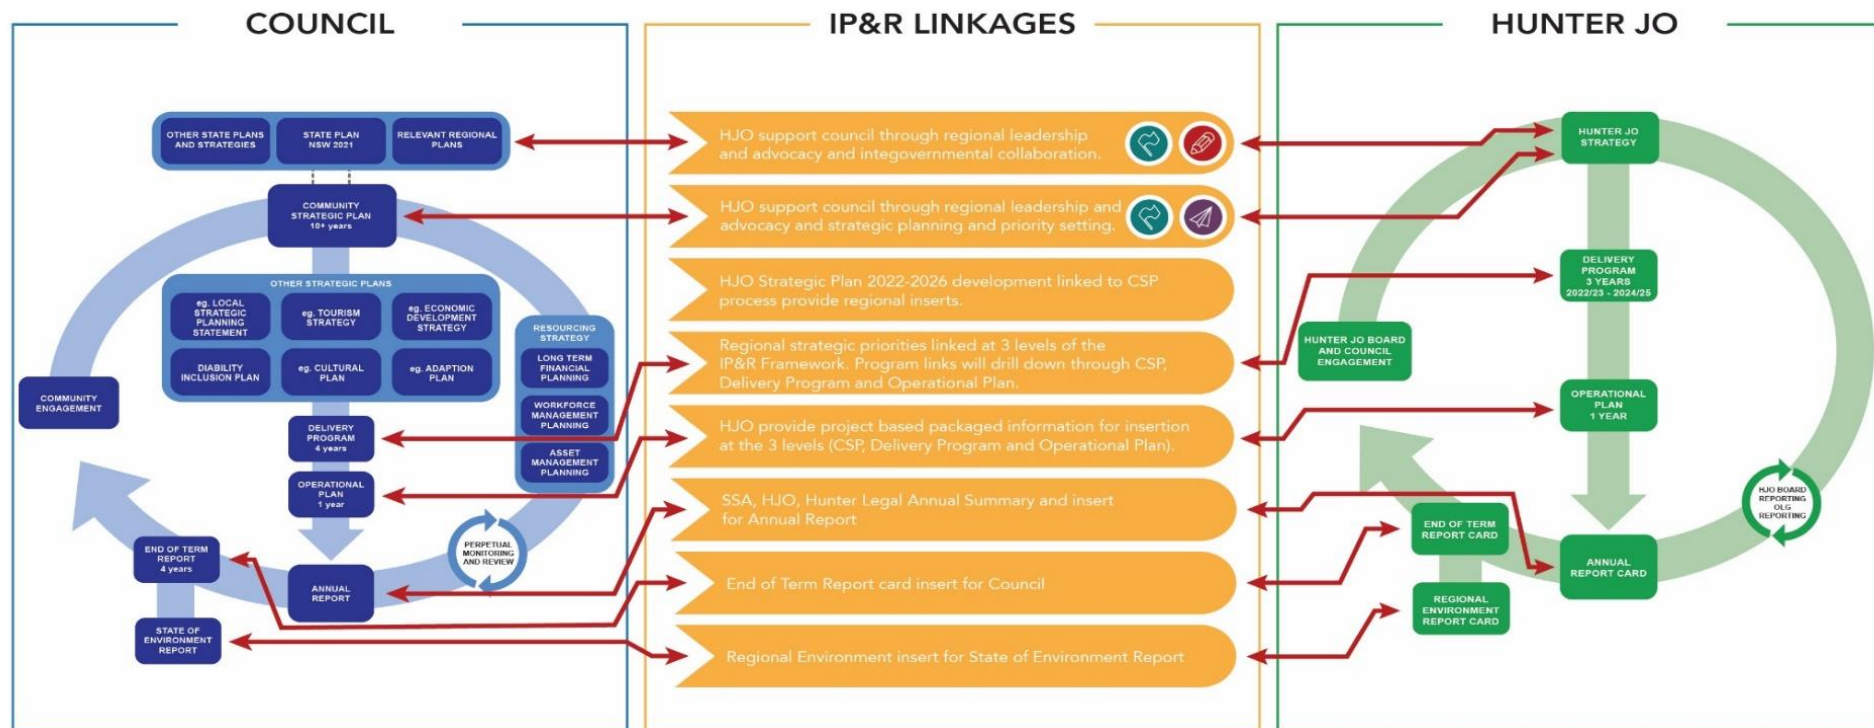 COUNCIL
OTHER STATE PLANS
AND STRATEGIES
STATE PLAN
NSW 2021
RELEVANT REGIONAL
PLANS
COMMUNITY
STRATEGIC PLAN
10+ years
OTHER STRATEGIC PLANS
eg. LOCAL
STRATEGIC
PLANNING
STATEMENT
eg. TOURISM
STRATEGY
eg. ECONOMIC
DEVELOPMENT
STRATEGY
DIABILITY
INCLUSION PLAN
eg. CULTURAL
PLAN
eg. ADAPTION
PLAN
RESOURCING
STRATEGY
LONG TERM
FINANCIAL
PLANNING
WORKFORCE
MANAGEMENT
PLANNING
ASSET
MANAGEMENT
PLANNING
COMMUNITY
ENGAGEMENT
DELIVERY
PROGRAM
4 years
OPERATIONAL
PLAN
1 year
PERPETUAL
MONITORING
AND REVIEW
END OF TERM
REPORT
4 years
ANNUAL
REPORT
STATE OF
ENVIRONMENT
REPORT
IP&R LINKAGES
HJO support council through regional leadership
and advocacy and integovernmental collaboration.
HJO support council through regional leadership and
advocacy and strategic planning and priority setting.
HJO Strategic Plan 2022-2026 development linked to CSP
process provide regional inserts.
Regional strategic priorities linked at 3 levels of the
IP&R Framework. Program links will drill down through CSP,
Delivery Program and Operational Plan.
HJO provide project based packaged information for insertion
at the 3 levels (CSP, Delivery Program and Operational Plan).
SSA, HJO, Hunter Legal Annual Summary and insert
for Annual Report
End of Term Report card insert for Council
Regional Environment insert for State of Environment Report
HUNTER JO
HUNTER JO
STRATEGY
DELIVERY
PROGRAM
3 YEARS
2022/23 - 2024/25
HUNTER JO BOARD
AND COUNCIL
ENGAGEMENT
OPERATIONAL
PLAN
1 YEAR
HJO BOARD
REPORTING
OLG
REPORTING
END OF TERM
REPORT CARD
ANNUAL
REPORT CARD
REGIONAL
ENVIRONMENT
REPORT CARD